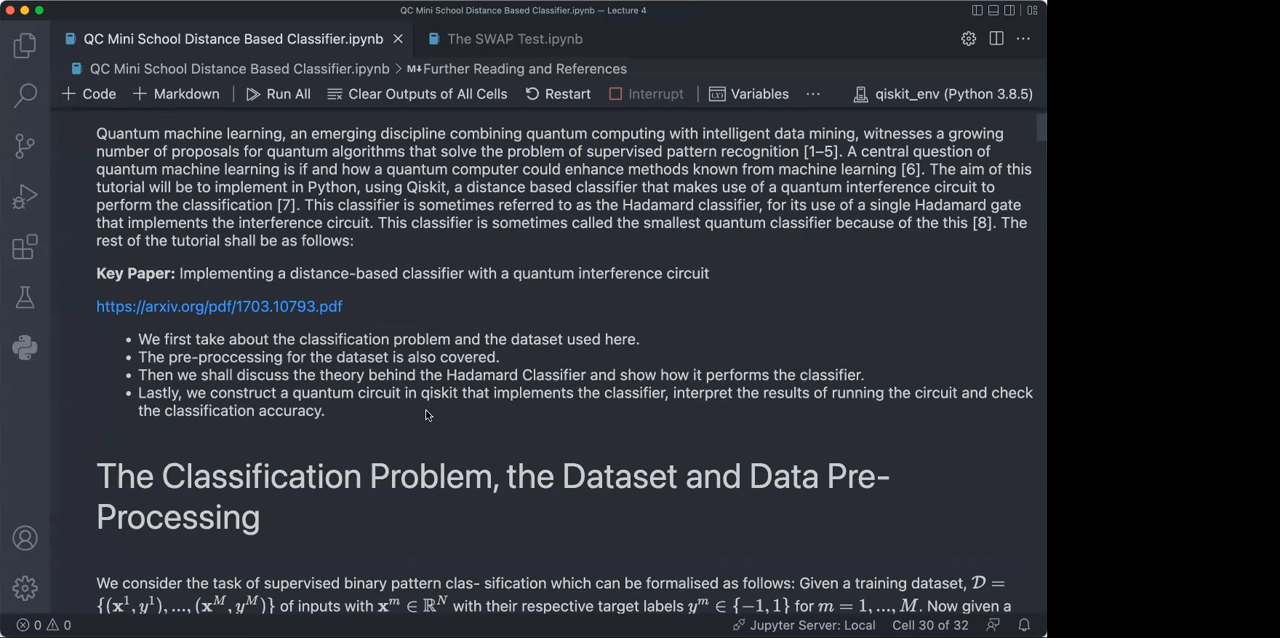 QC Mini School Distance Based Classifier.ipynb — Lecture 4
QC Mini School Distance Based Classifier.ipynb
The SWAP Test.ipynb
QC Mini School Distance Based Classifier.ipynb > M↓Further Reading and References
+ Code + Markdown Run All Clear Outputs of All Cells Restart Interrupt (x) Variables ··· qiskit_env (Python 3.8.5)
Quantum machine learning, an emerging discipline combining quantum computing with intelligent data mining, witnesses a growing
number of proposals for quantum algorithms that solve the problem of supervised pattern recognition [1–5]. A central question of
quantum machine learning is if and how a quantum computer could enhance methods known from machine learning [6]. The aim of this
tutorial will be to implement in Python, using Qiskit, a distance based classifier that makes use of a quantum interference circuit to
perform the classification [7]. This classifier is sometimes referred to as the Hadamard classifier, for its use of a single Hadamard gate
that implements the interference circuit. This classifier is sometimes called the smallest quantum classifier because of the this [8]. The
rest of the tutorial shall be as follows:
Key Paper: Implementing a distance-based classifier with a quantum interference circuit
https://arxiv.org/pdf/1703.10793.pdf
• We first take about the classification problem and the dataset used here.
• The pre-proccessing for the dataset is also covered.
• Then we shall discuss the theory behind the Hadamard Classifier and show how it performs the classifier.
• Lastly, we construct a quantum circuit in qiskit that implements the classifier, interpret the results of running the circuit and check
the classification accuracy.
The Classification Problem, the Dataset and Data Pre-
Processing
We consider the task of supervised binary pattern clas- sification which can be formalised as follows: Given a training dataset, 𝒟 =
{(x¹, y¹), ..., (xᴹ, yᴹ)} of inputs with xᵐ ∈ ℝᴺ with their respective target labels yᵐ ∈ {−1, 1} for m = 1, ..., M. Now given a
0 0 Jupyter Server: Local Cell 30 of 32